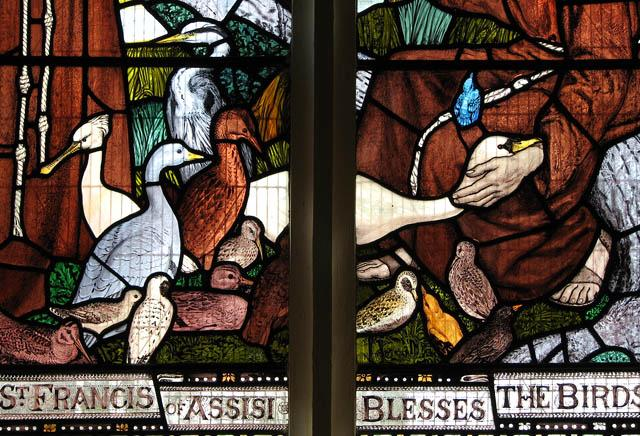 ST FRANCIS OF ASSISI BLESSES THE BIRDS